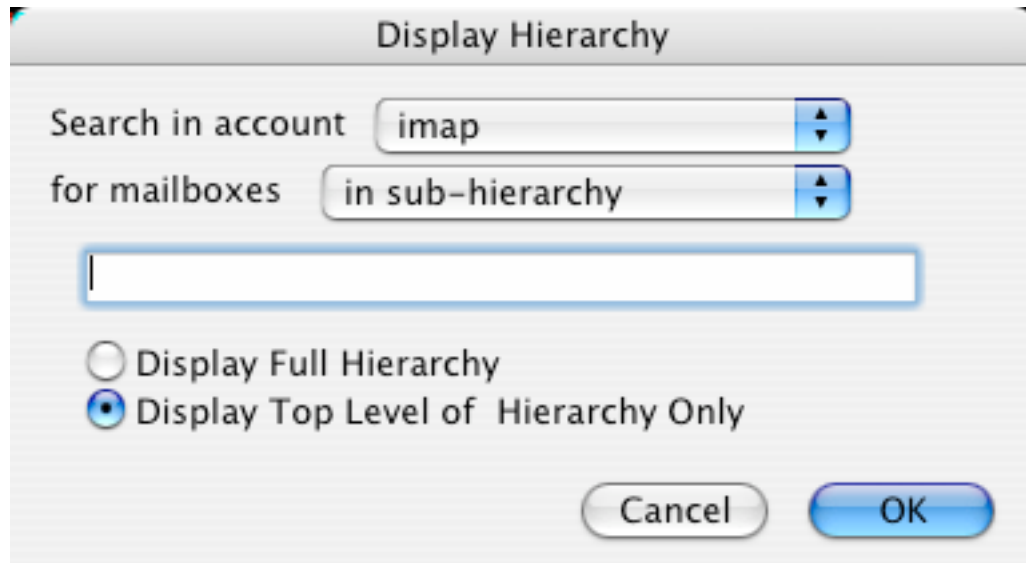 Display Hierarchy
Search in account imap
for mailboxes in sub-hierarchy
Display Full Hierarchy
Display Top Level of Hierarchy Only
Cancel OK